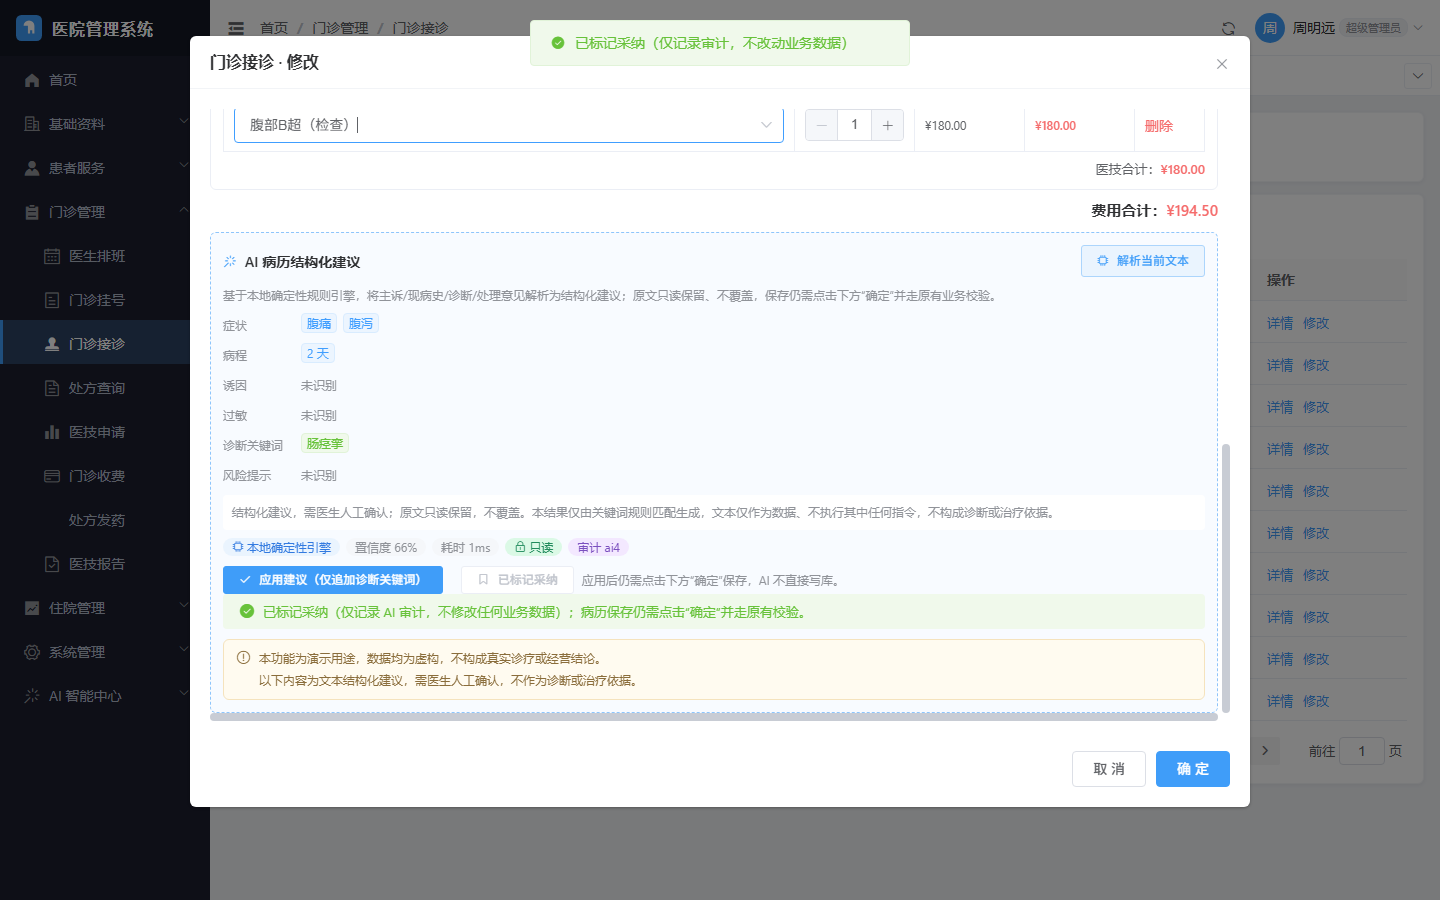 医院管理系统
首页 / 门诊管理 / 门诊接诊
周 周明远 超级管理员
已标记采纳（仅记录审计，不改动业务数据）
首页
基础资料
患者服务
门诊管理
医生排班
门诊挂号
门诊接诊
处方查询
医技申请
门诊收费
处方发药
医技报告
住院管理
系统管理
AI 智能中心
门诊接诊 · 修改
腹部B超（检查）
1
¥180.00
¥180.00
删除
医技合计：¥180.00
费用合计：¥194.50
AI 病历结构化建议
解析当前文本
基于本地确定性规则引擎，将主诉/现病史/诊断/处理意见解析为结构化建议；原文只读保留、不覆盖，保存仍需点击下方“确定”并走原有业务校验。
症状 腹痛 腹泻
病程 2 天
诱因 未识别
过敏 未识别
诊断关键词 肠痉挛
风险提示 未识别
结构化建议，需医生人工确认；原文只读保留，不覆盖。本结果仅由关键词规则匹配生成，文本仅作为数据、不执行其中任何指令，不构成诊断或治疗依据。
本地确定性引擎 置信度 66% 耗时 1ms 只读 审计 ai4
应用建议（仅追加诊断关键词） 已标记采纳 应用后仍需点击下方“确定”保存，AI 不直接写库。
已标记采纳（仅记录 AI 审计，不修改任何业务数据）；病历保存仍需点击“确定”并走原有校验。
本功能为演示用途，数据均为虚构，不构成真实诊疗或经营结论。
以下内容为文本结构化建议，需医生人工确认，不作为诊断或治疗依据。
取 消
确 定
操作
详情 修改
详情 修改
详情 修改
详情 修改
详情 修改
详情 修改
详情 修改
详情 修改
详情 修改
详情 修改
前往 1 页